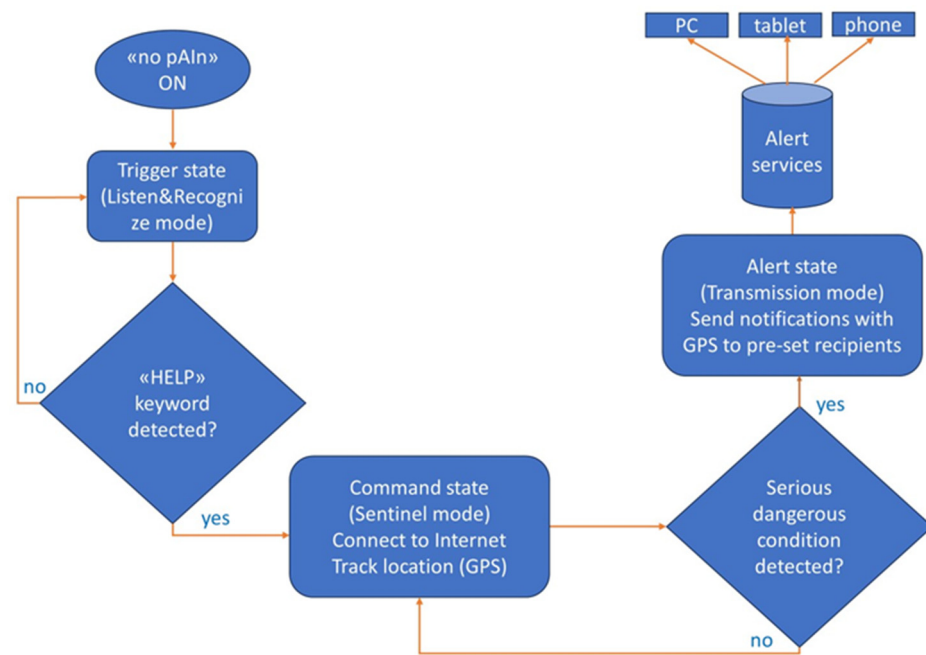 «no pAIn»
ON
Trigger state
(Listen&Recogni
ze mode)
«HELP»
keyword
detected?
no
yes
Command state
(Sentinel mode)
Connect to Internet
Track location (GPS)
Serious
dangerous
condition
detected?
no
yes
Alert state
(Transmission mode)
Send notifications with
GPS to pre-set recipients
Alert
services
PC
tablet
phone